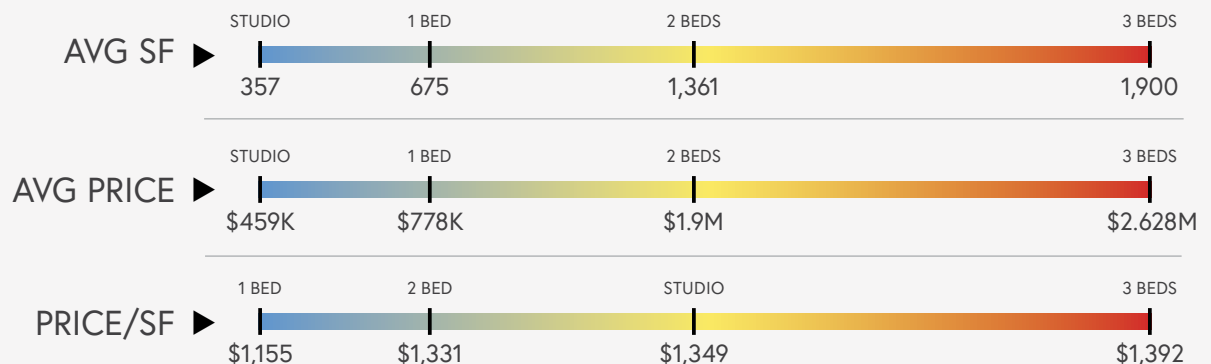 STUDIO 1 BED 2 BEDS 3 BEDS
AVG SF
357 675 1,361 1,900
STUDIO 1 BED 2 BEDS 3 BEDS
AVG PRICE
$459K $778K $1.9M $2.628M
1 BED 2 BED STUDIO 3 BEDS
PRICE/SF
$1,155 $1,331 $1,349 $1,392